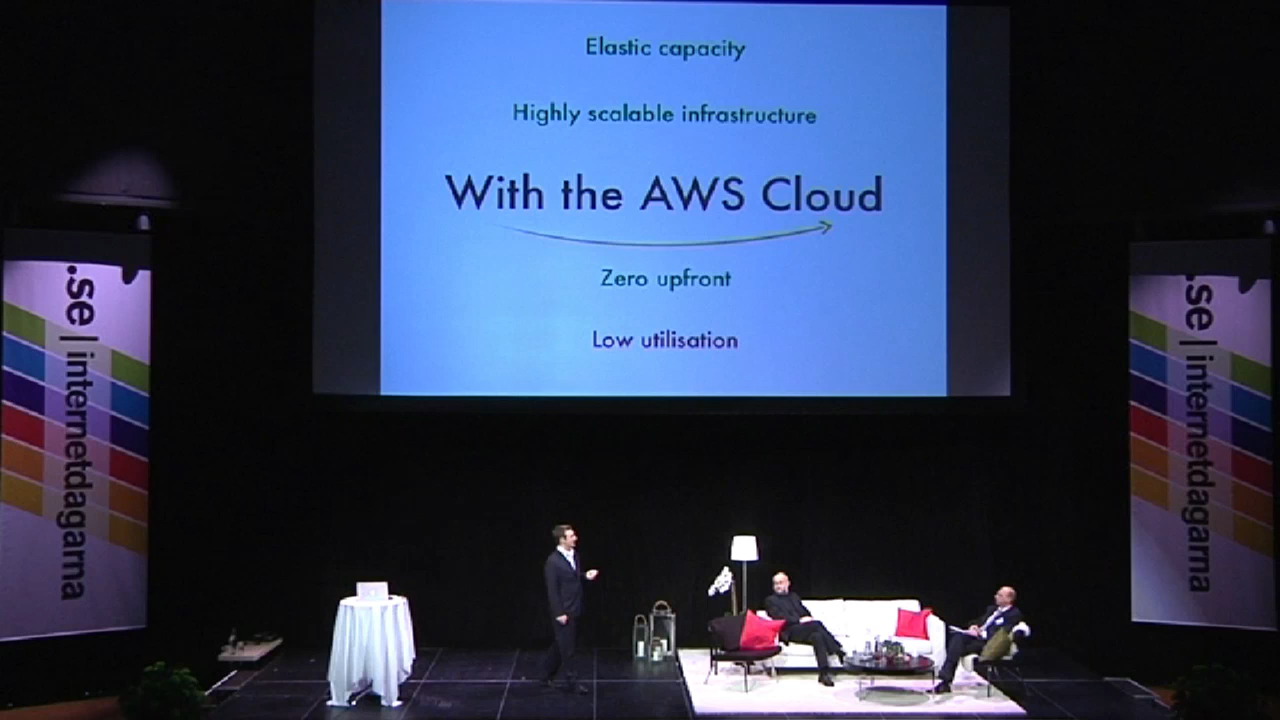 Elastic capacity
Highly scalable infrastructure
With the AWS Cloud
Zero upfront
Low utilisation
.se | internetdagarna
.se | internetdagarna